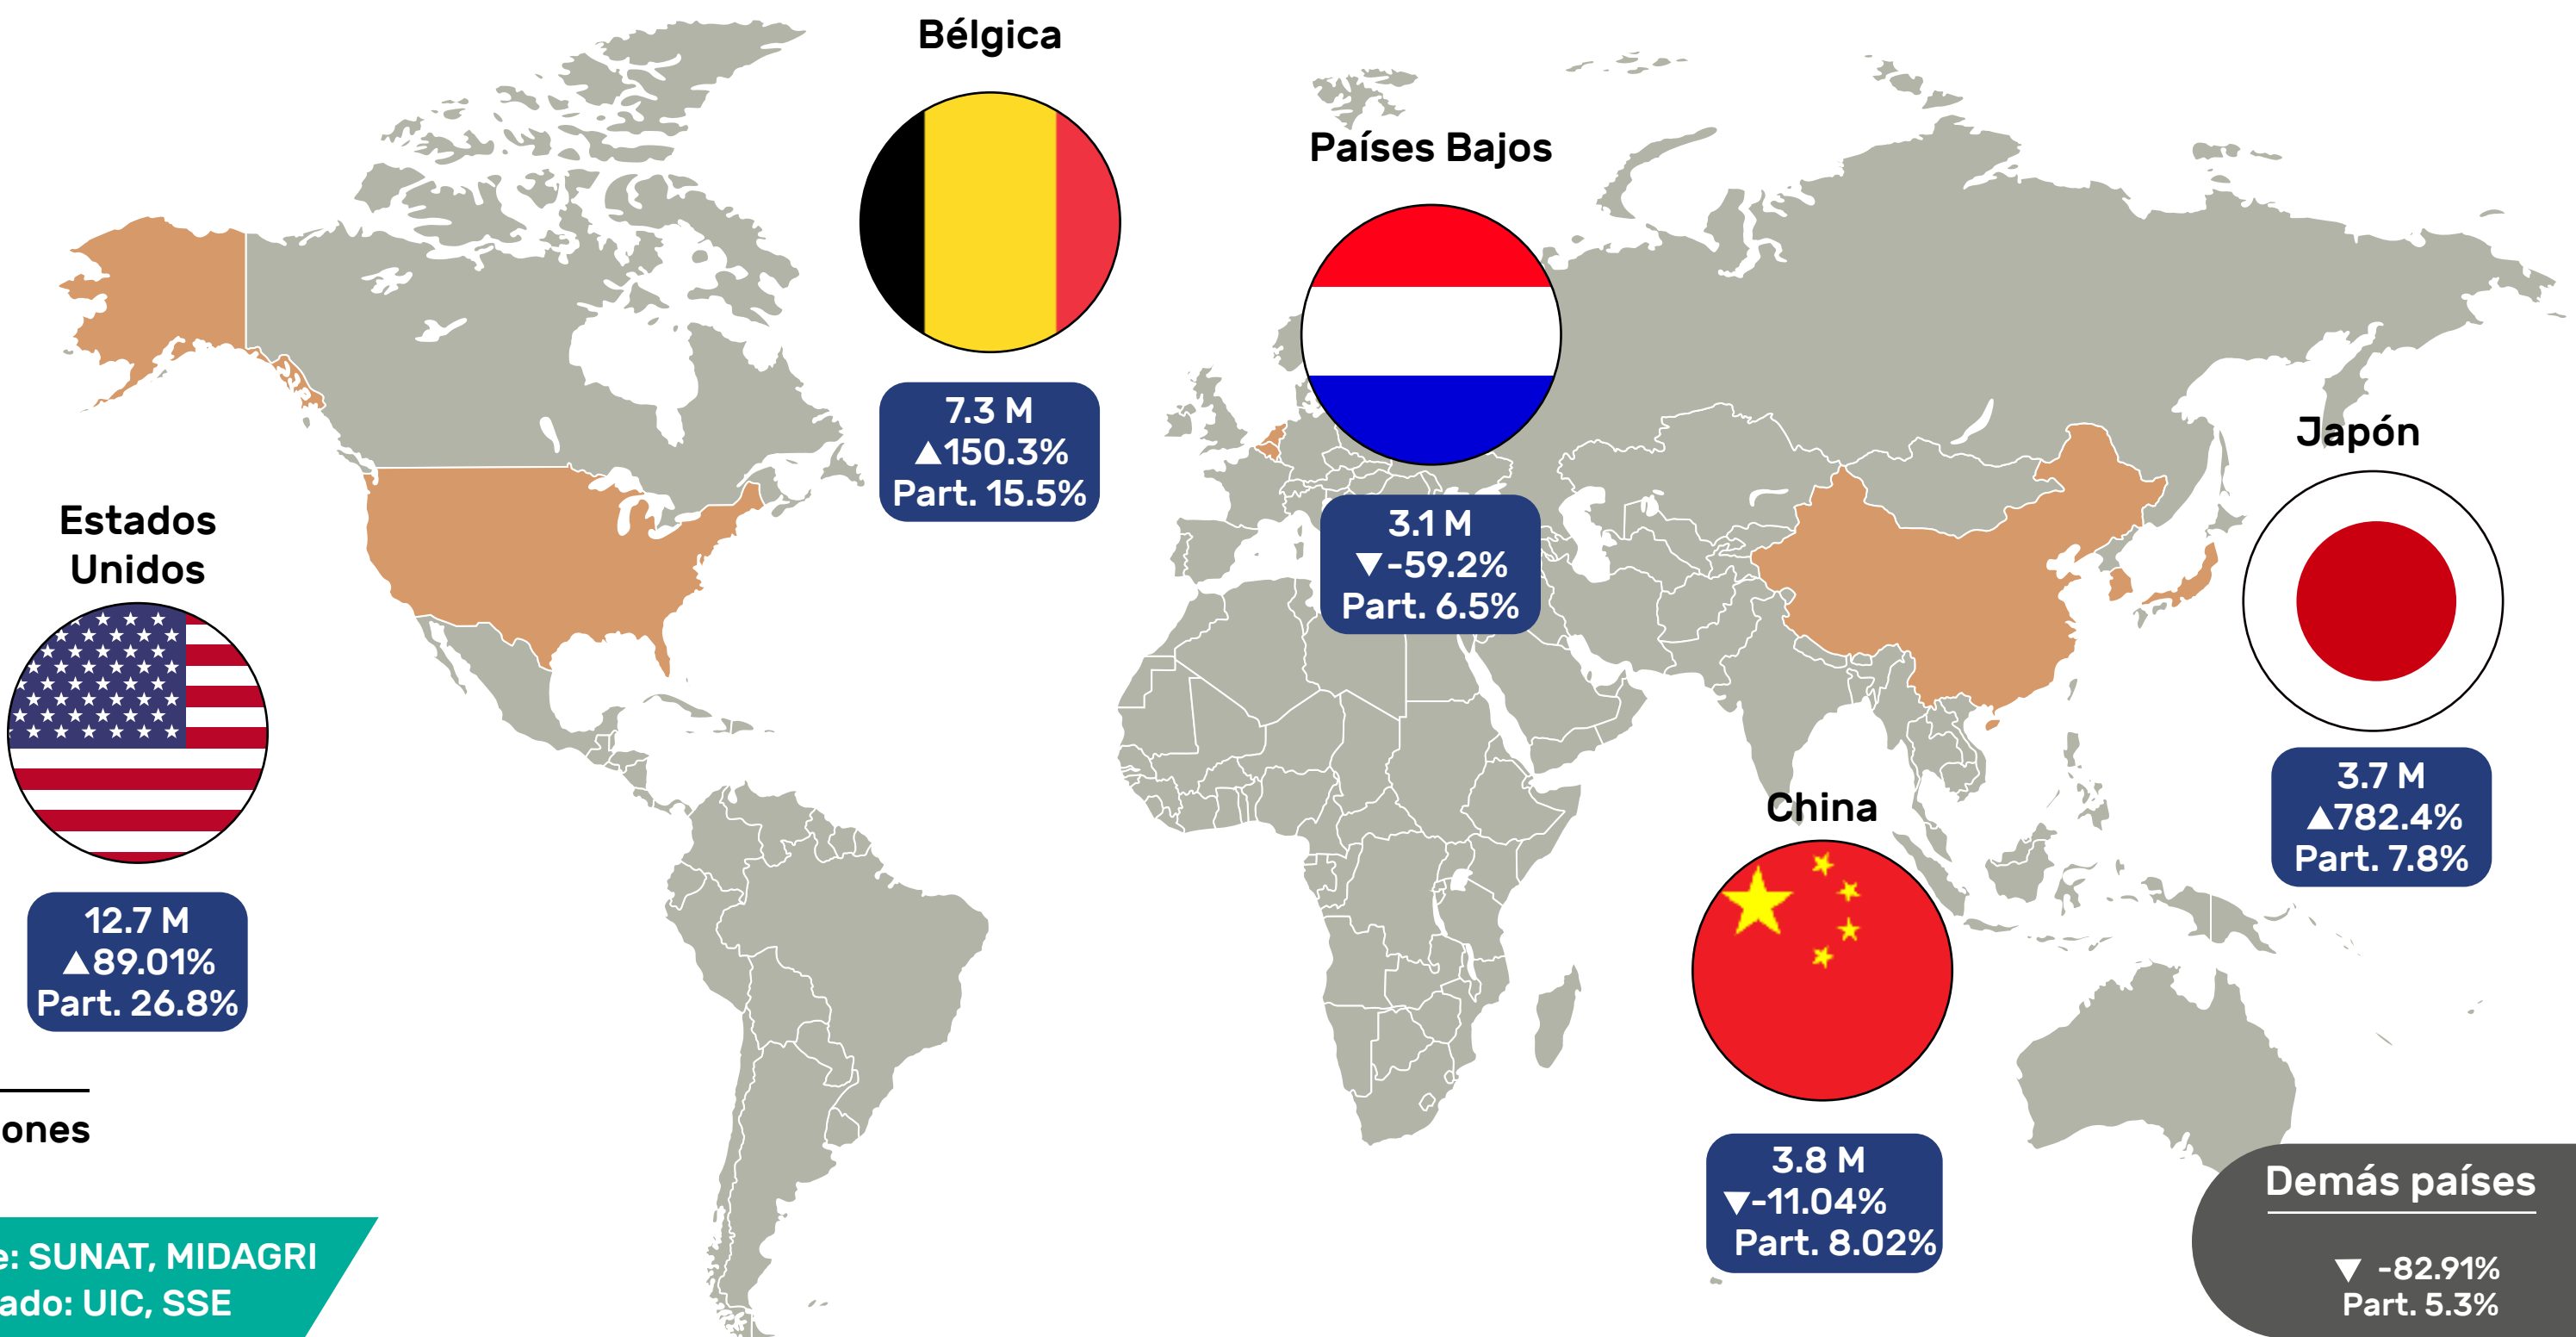 Bélgica
7.3 M
▲150.3%
Part. 15.5%
Países Bajos
3.1 M
▼-59.2%
Part. 6.5%
Japón
3.7 M
▲782.4%
Part. 7.8%
Estados
Unidos
12.7 M
▲89.01%
Part. 26.8%
China
3.8 M
▼-11.04%
Part. 8.02%
ones
e: SUNAT, MIDAGRI
ado: UIC, SSE
Demás países
▼ -82.91%
Part. 5.3%